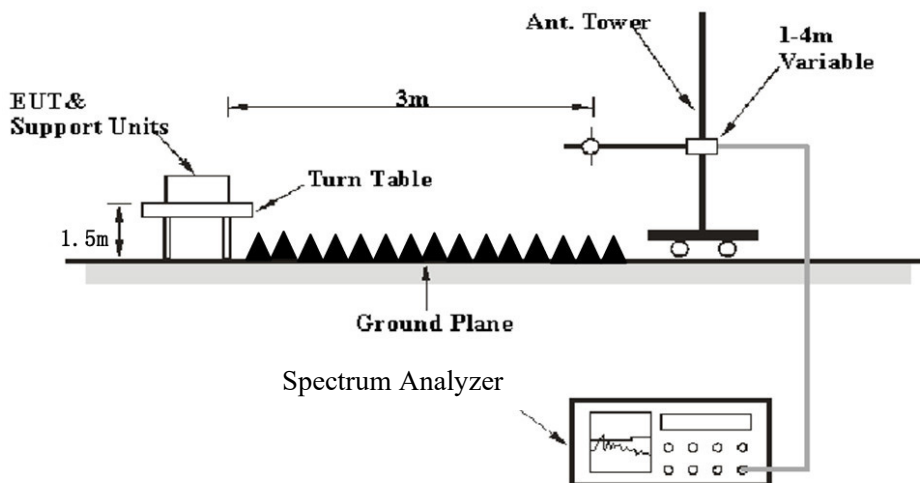 Ant. Tower
1-4m
Variable
EUT&
Support Units
3m
Turn Table
1.5m
Ground Plane
Spectrum Analyzer